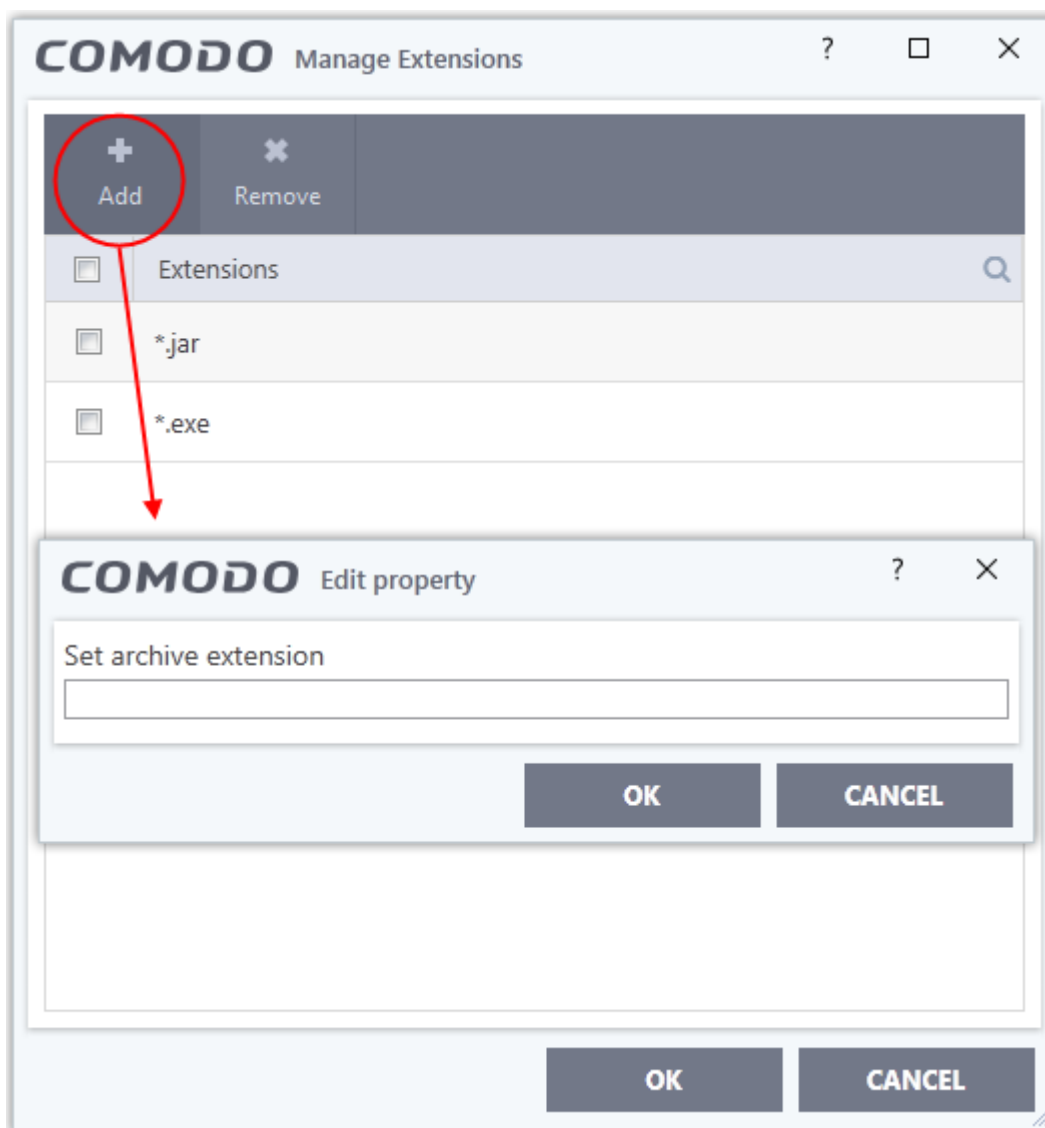 COMODO Manage Extensions ?
Add Remove
Extensions
*.jar
*.exe
COMODO Edit property ?
Set archive extension
OK CANCEL
OK CANCEL